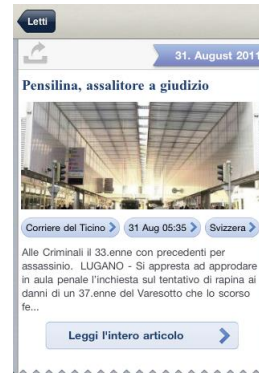 Letti
31. August 2011
Pensilina, assalitore a giudizio
Corriere del Ticino
31 Aug 05:35
Svizzera
Alle Criminali il 33.enne con precedenti per
assassinio. LUGANO - Si appresta ad approdare
in aula penale l'inchiesta sul tentativo di rapina ai
danni di un 37.enne del Varesotto che lo scorso
fe...
Leggi l'intero articolo